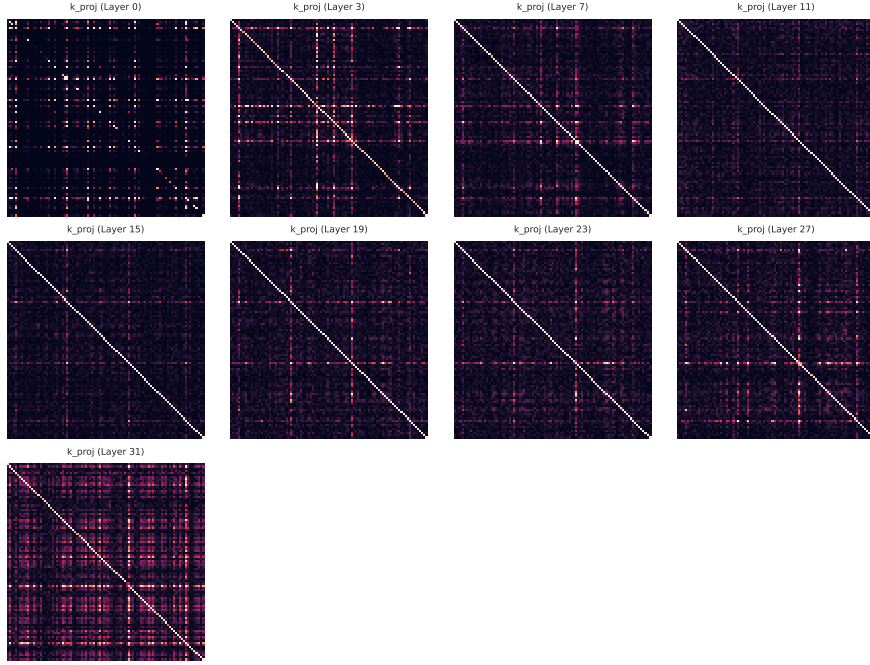 k_proj (Layer 0)
k_proj (Layer 3)
k_proj (Layer 7)
k_proj (Layer 11)
k_proj (Layer 15)
k_proj (Layer 19)
k_proj (Layer 23)
k_proj (Layer 27)
k_proj (Layer 31)